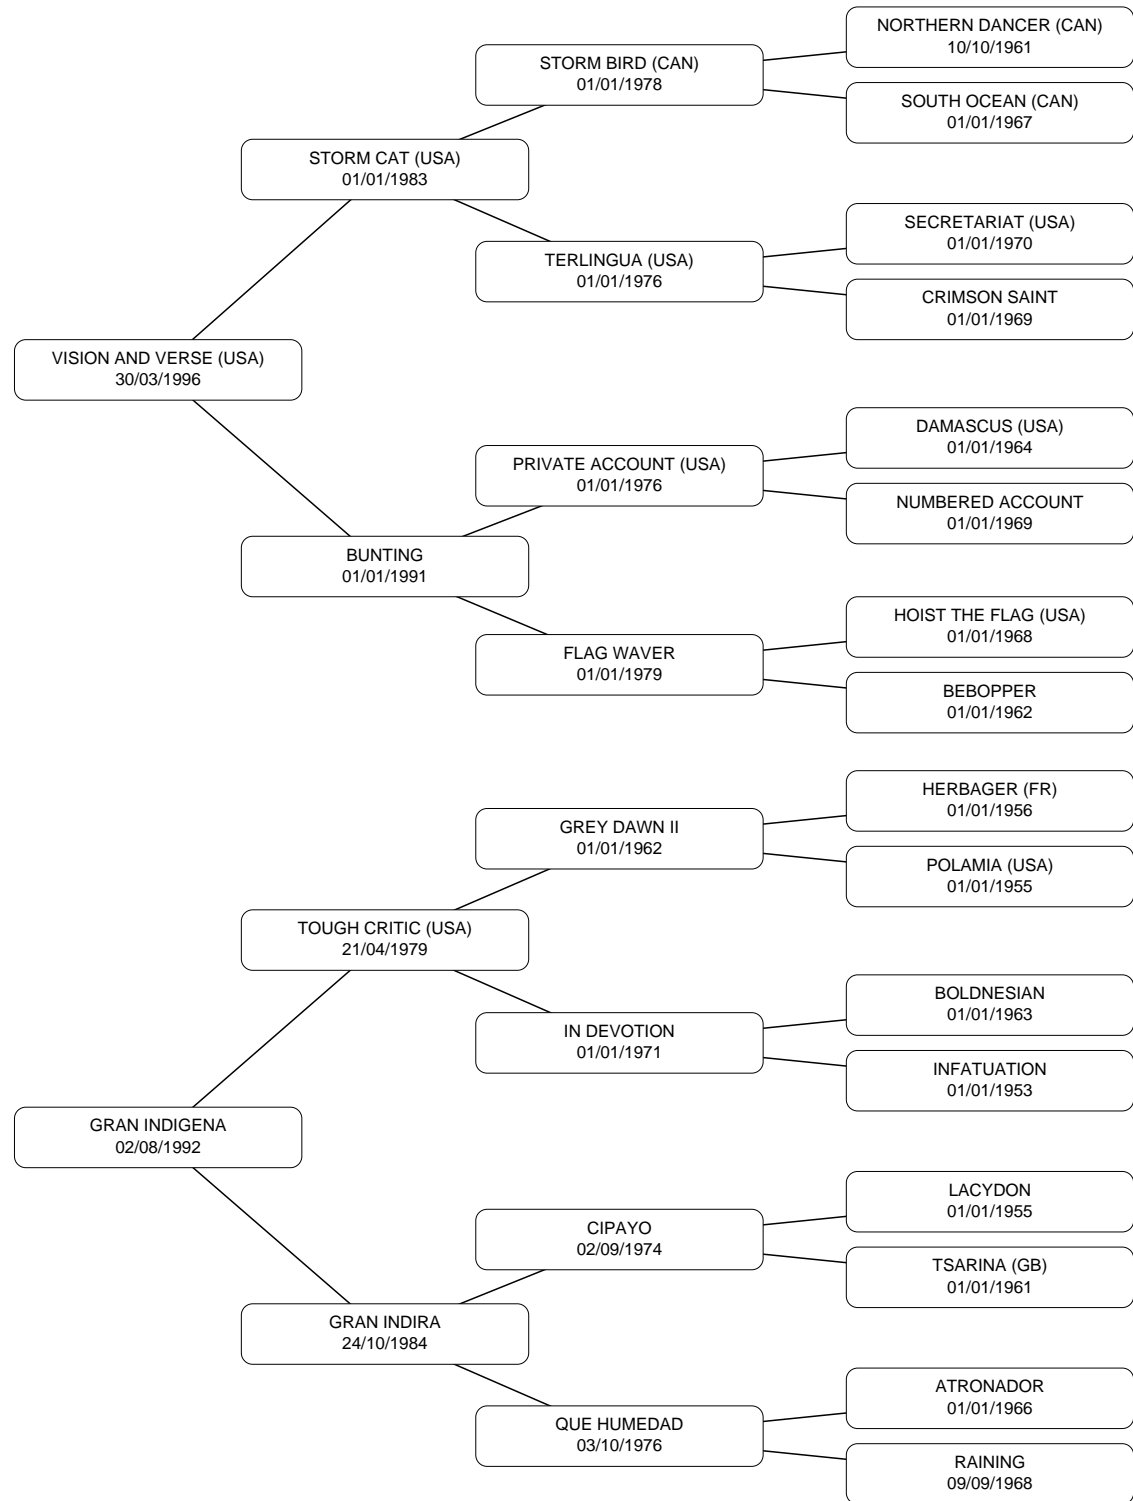 NORTHERN DANCER (CAN)
10/10/1961
STORM BIRD (CAN)
01/01/1978
SOUTH OCEAN (CAN)
01/01/1967
STORM CAT (USA)
01/01/1983
SECRETARIAT (USA)
01/01/1970
TERLINGUA (USA)
01/01/1976
CRIMSON SAINT
01/01/1969
VISION AND VERSE (USA)
30/03/1996
DAMASCUS (USA)
01/01/1964
PRIVATE ACCOUNT (USA)
01/01/1976
NUMBERED ACCOUNT
01/01/1969
BUNTING
01/01/1991
HOIST THE FLAG (USA)
01/01/1968
FLAG WAVER
01/01/1979
BEBOPPER
01/01/1962
HERBAGER (FR)
01/01/1956
GREY DAWN II
01/01/1962
POLAMIA (USA)
01/01/1955
TOUGH CRITIC (USA)
21/04/1979
BOLDNESIAN
01/01/1963
IN DEVOTION
01/01/1971
INFATUATION
01/01/1953
GRAN INDIGENA
02/08/1992
LACYDON
01/01/1955
CIPAYO
02/09/1974
TSARINA (GB)
01/01/1961
GRAN INDIRA
24/10/1984
ATRONADOR
01/01/1966
QUE HUMEDAD
03/10/1976
RAINING
09/09/1968